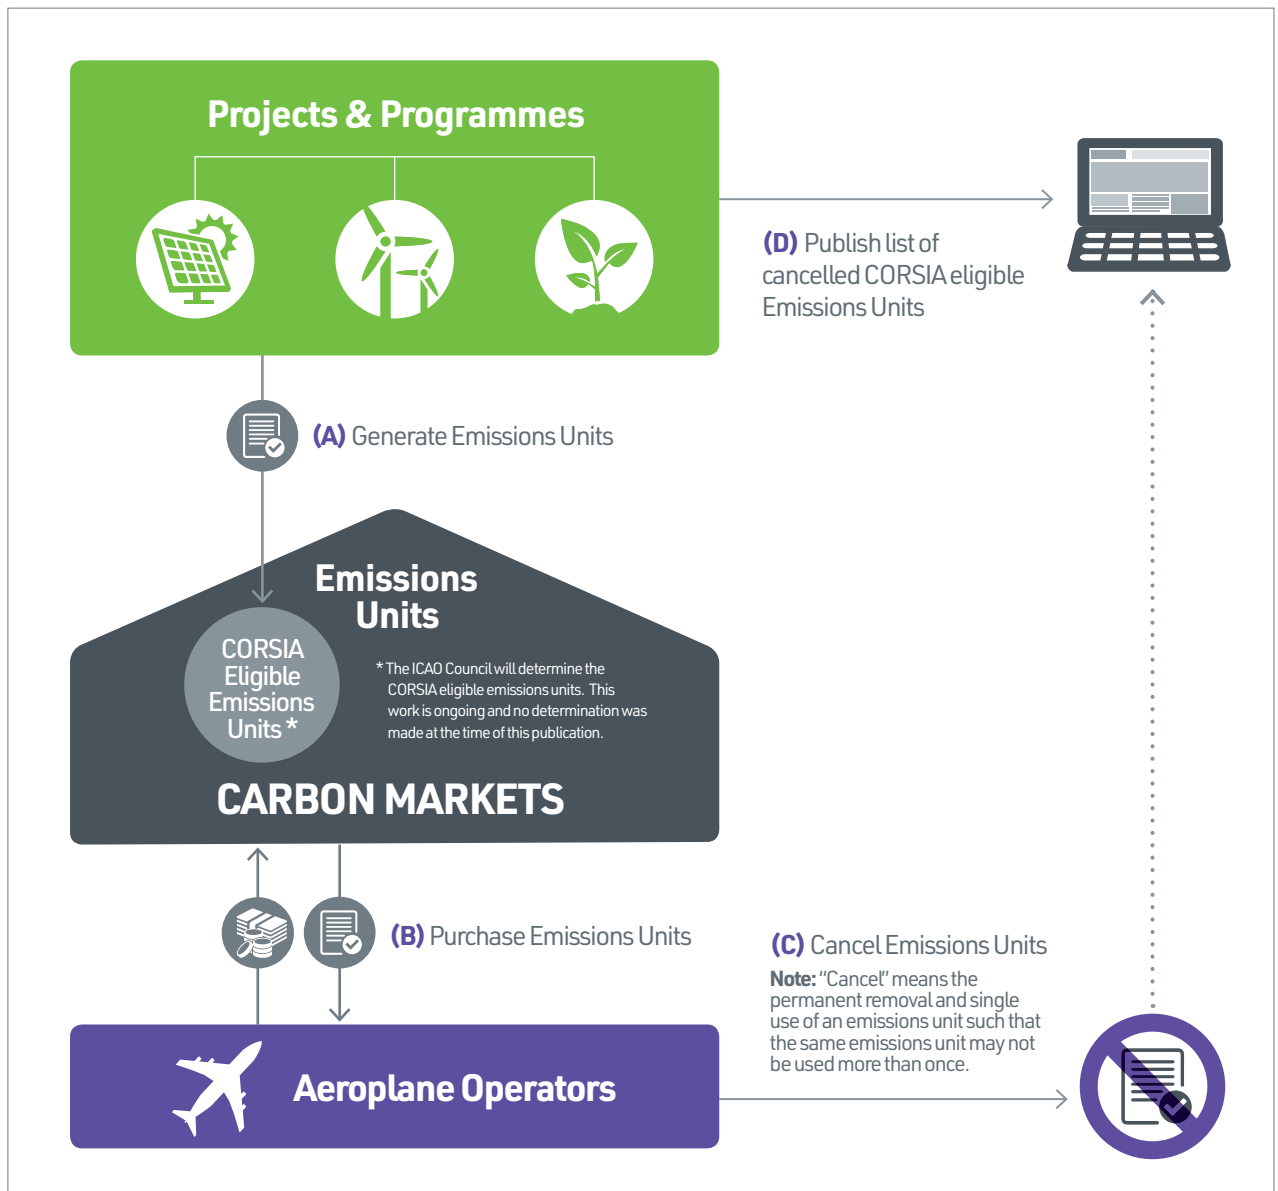 Projects & Programmes
(D) Publish list of
cancelled CORSIA eligible
Emissions Units
(A) Generate Emissions Units
Emissions
Units
CORSIA
Eligible
Emissions
Units *
* The ICAO Council will determine the
CORSIA eligible emissions units. This
work is ongoing and no determination was
made at the time of this publication.
CARBON MARKETS
(B) Purchase Emissions Units
(C) Cancel Emissions Units
Note: "Cancel" means the
permanent removal and single
use of an emissions unit such that
the same emissions unit may not
be used more than once.
Aeroplane Operators